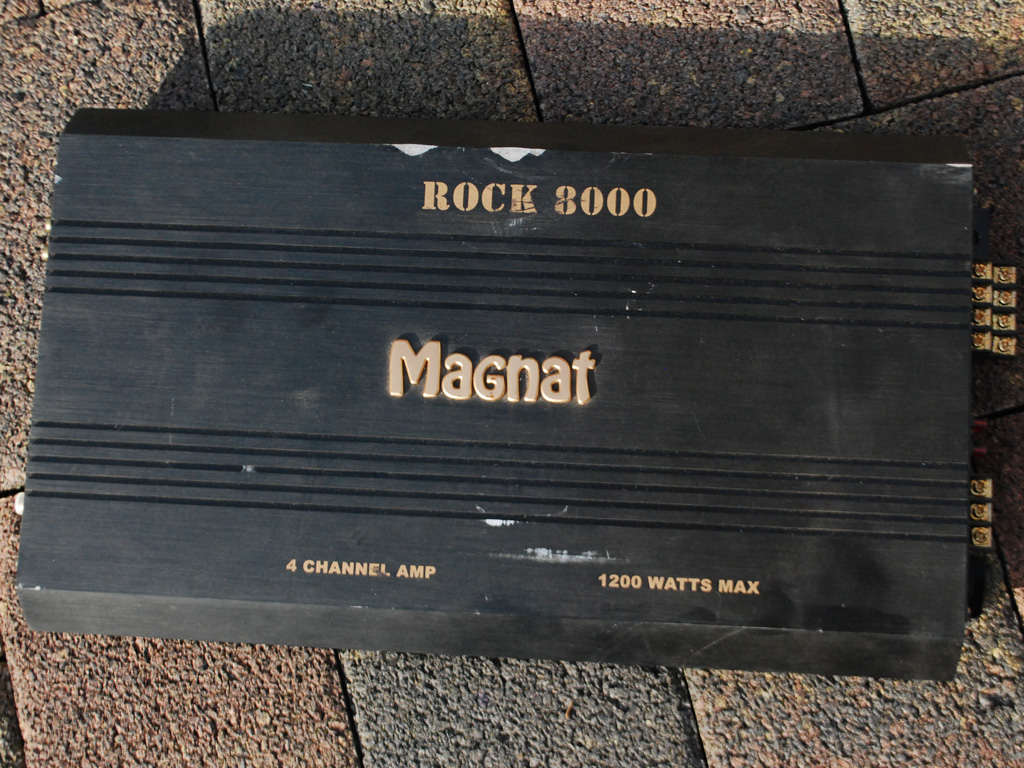 ROCK 8000
Magnat
4 CHANNEL AMP
1200 WATTS MAX